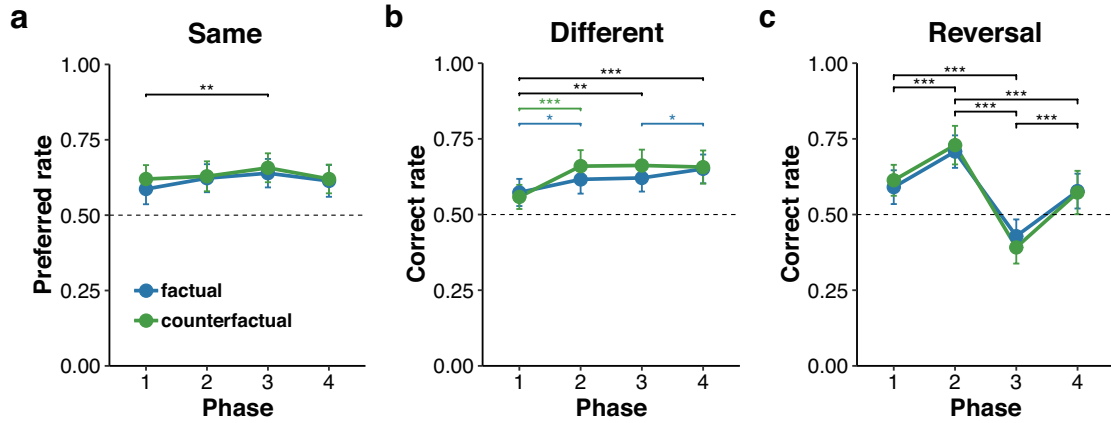 a
Same
Preferred rate
1.00
0.75
0.50
0.25
0.00
**
factual
counterfactual
1 2 3 4
Phase
b
Different
Correct rate
1.00
0.75
0.50
0.25
0.00
***
**
***
* *
1 2 3 4
Phase
c
Reversal
Correct rate
1.00
0.75
0.50
0.25
0.00
***
***
***
***
***
1 2 3 4
Phase